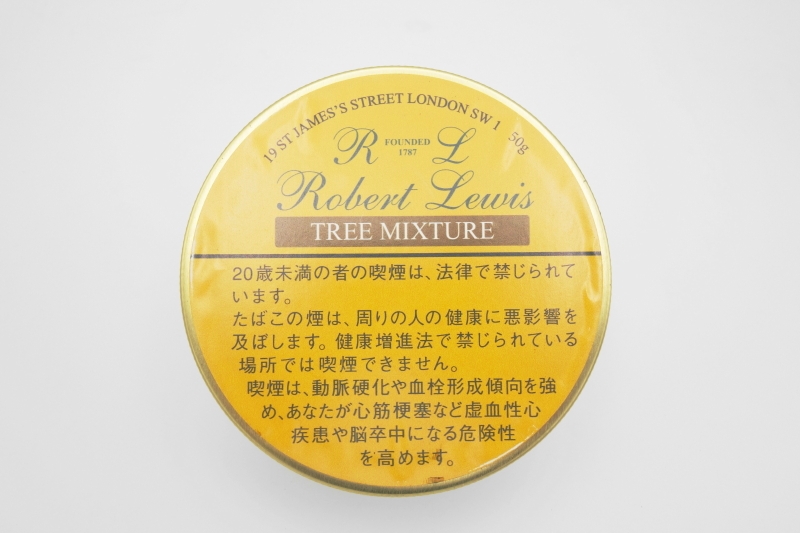 19 ST JAMES'S STREET LONDON SW1 50g
R FOUNDED L
1787
Robert Lewis
TREE MIXTURE
20歳未満の者の喫煙は、法律で禁じられて
います。
たばこの煙は、周りの人の健康に悪影響を
及ぼします。健康増進法で禁じられている
場所では喫煙できません。
喫煙は、動脈硬化や血栓形成傾向を強
め、あなたが心筋梗塞など虚血性心
疾患や脳卒中になる危険性
を高めます。